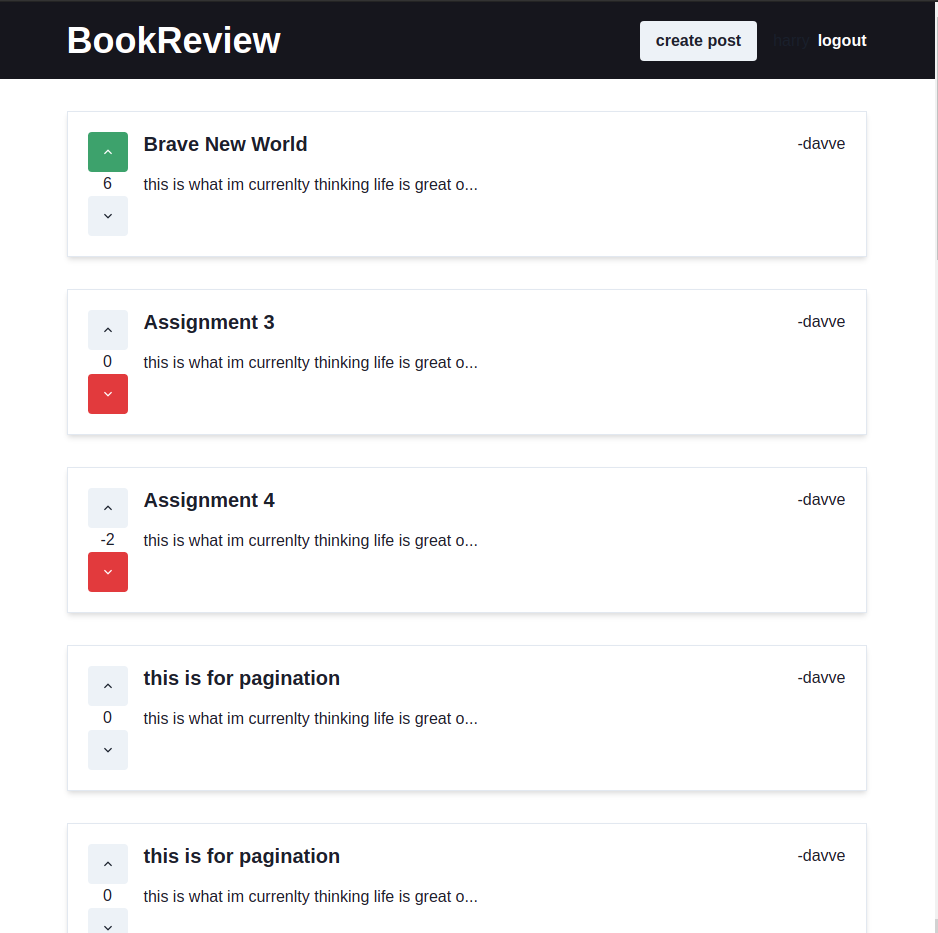 BookReview
create post harry logout
Brave New World -davve
6
this is what im currenlty thinking life is great o...
Assignment 3 -davve
0
this is what im currenlty thinking life is great o...
Assignment 4 -davve
-2
this is what im currenlty thinking life is great o...
this is for pagination -davve
0
this is what im currenlty thinking life is great o...
this is for pagination -davve
0
this is what im currenlty thinking life is great o...